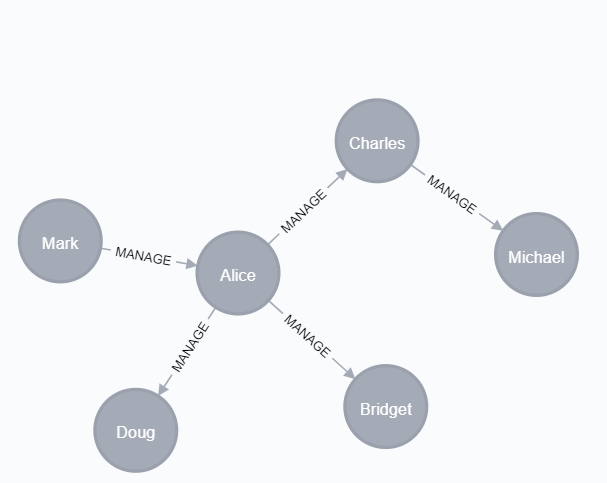 Charles
MANAGE
MANAGE
Mark
MANAGE
Alice
Michael
MANAGE
MANAGE
Doug
Bridget